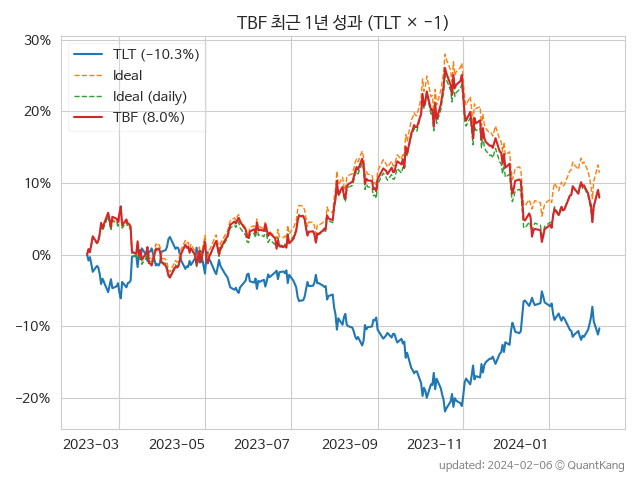 TBF 최근 1년 성과 (TLT × −1)
TLT (−10.3%)
Ideal
Ideal (daily)
TBF (8.0%)
30%
20%
10%
0%
−10%
−20%
2023-03
2023-05
2023-07
2023-09
2023-11
2024-01
updated: 2024-02-06 © QuantKang